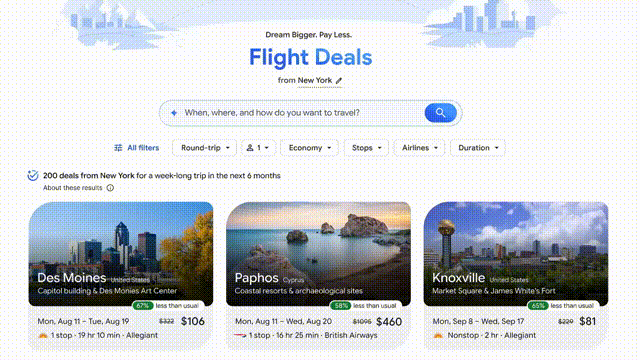 Dream Bigger. Pay Less.
Flight Deals
from New York
When, where, and how do you want to travel?
All filters
Round-trip
1
Economy
Stops
Airlines
Duration
200 deals from New York for a week-long trip in the next 6 months
About these results
Des Moines United States
Capitol building & Des Moines Art Center
67% less than usual
Mon, Aug 11 – Tue, Aug 19 $322 $106
1 stop · 19 hr 10 min · Allegiant
Paphos Cyprus
Coastal resorts & archaeological sites
58% less than usual
Mon, Aug 11 – Wed, Aug 20 $1095 $460
1 stop · 16 hr 25 min · British Airways
Knoxville United States
Market Square & James White's Fort
65% less than usual
Mon, Sep 8 – Wed, Sep 17 $229 $81
Nonstop · 2 hr · Allegiant